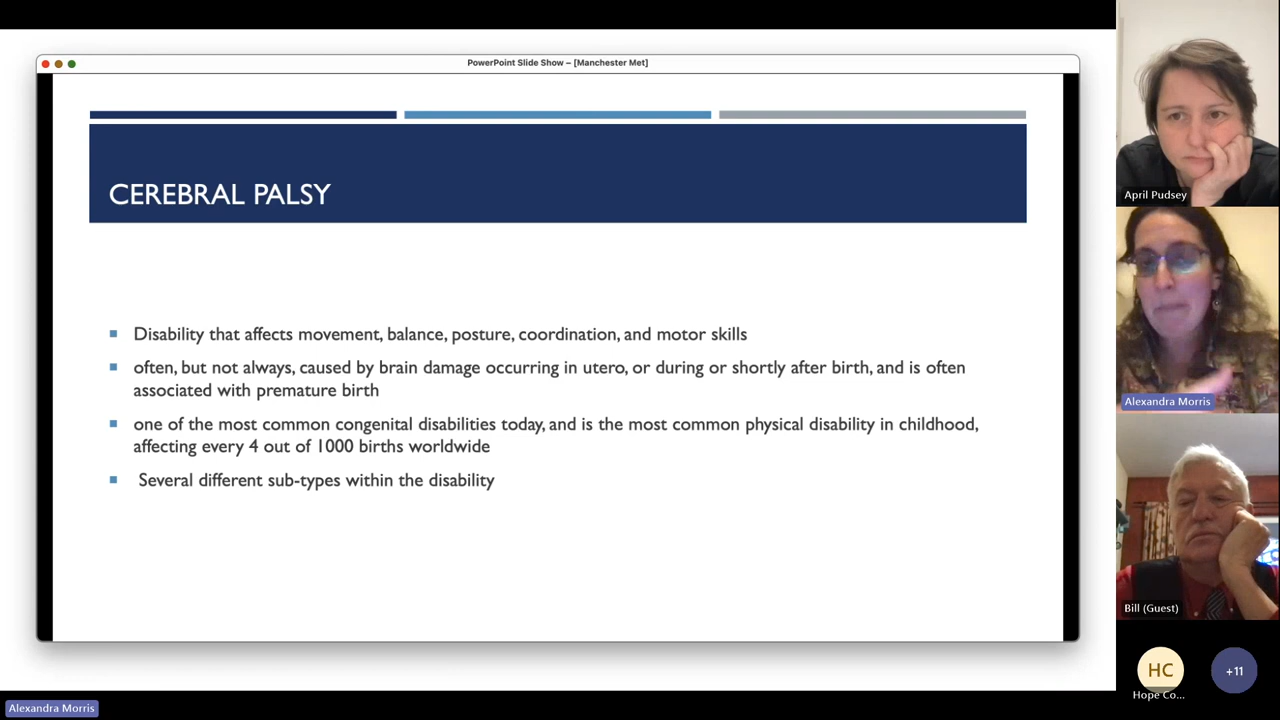 PowerPoint Slide Show – [Manchester Met]
CEREBRAL PALSY
Disability that affects movement, balance, posture, coordination, and motor skills
often, but not always, caused by brain damage occurring in utero, or during or shortly after birth, and is often
associated with premature birth
one of the most common congenital disabilities today, and is the most common physical disability in childhood,
affecting every 4 out of 1000 births worldwide
Several different sub-types within the disability
April Pudsey
Alexandra Morris
Bill (Guest)
HC
+11
Hope Co...
Alexandra Morris